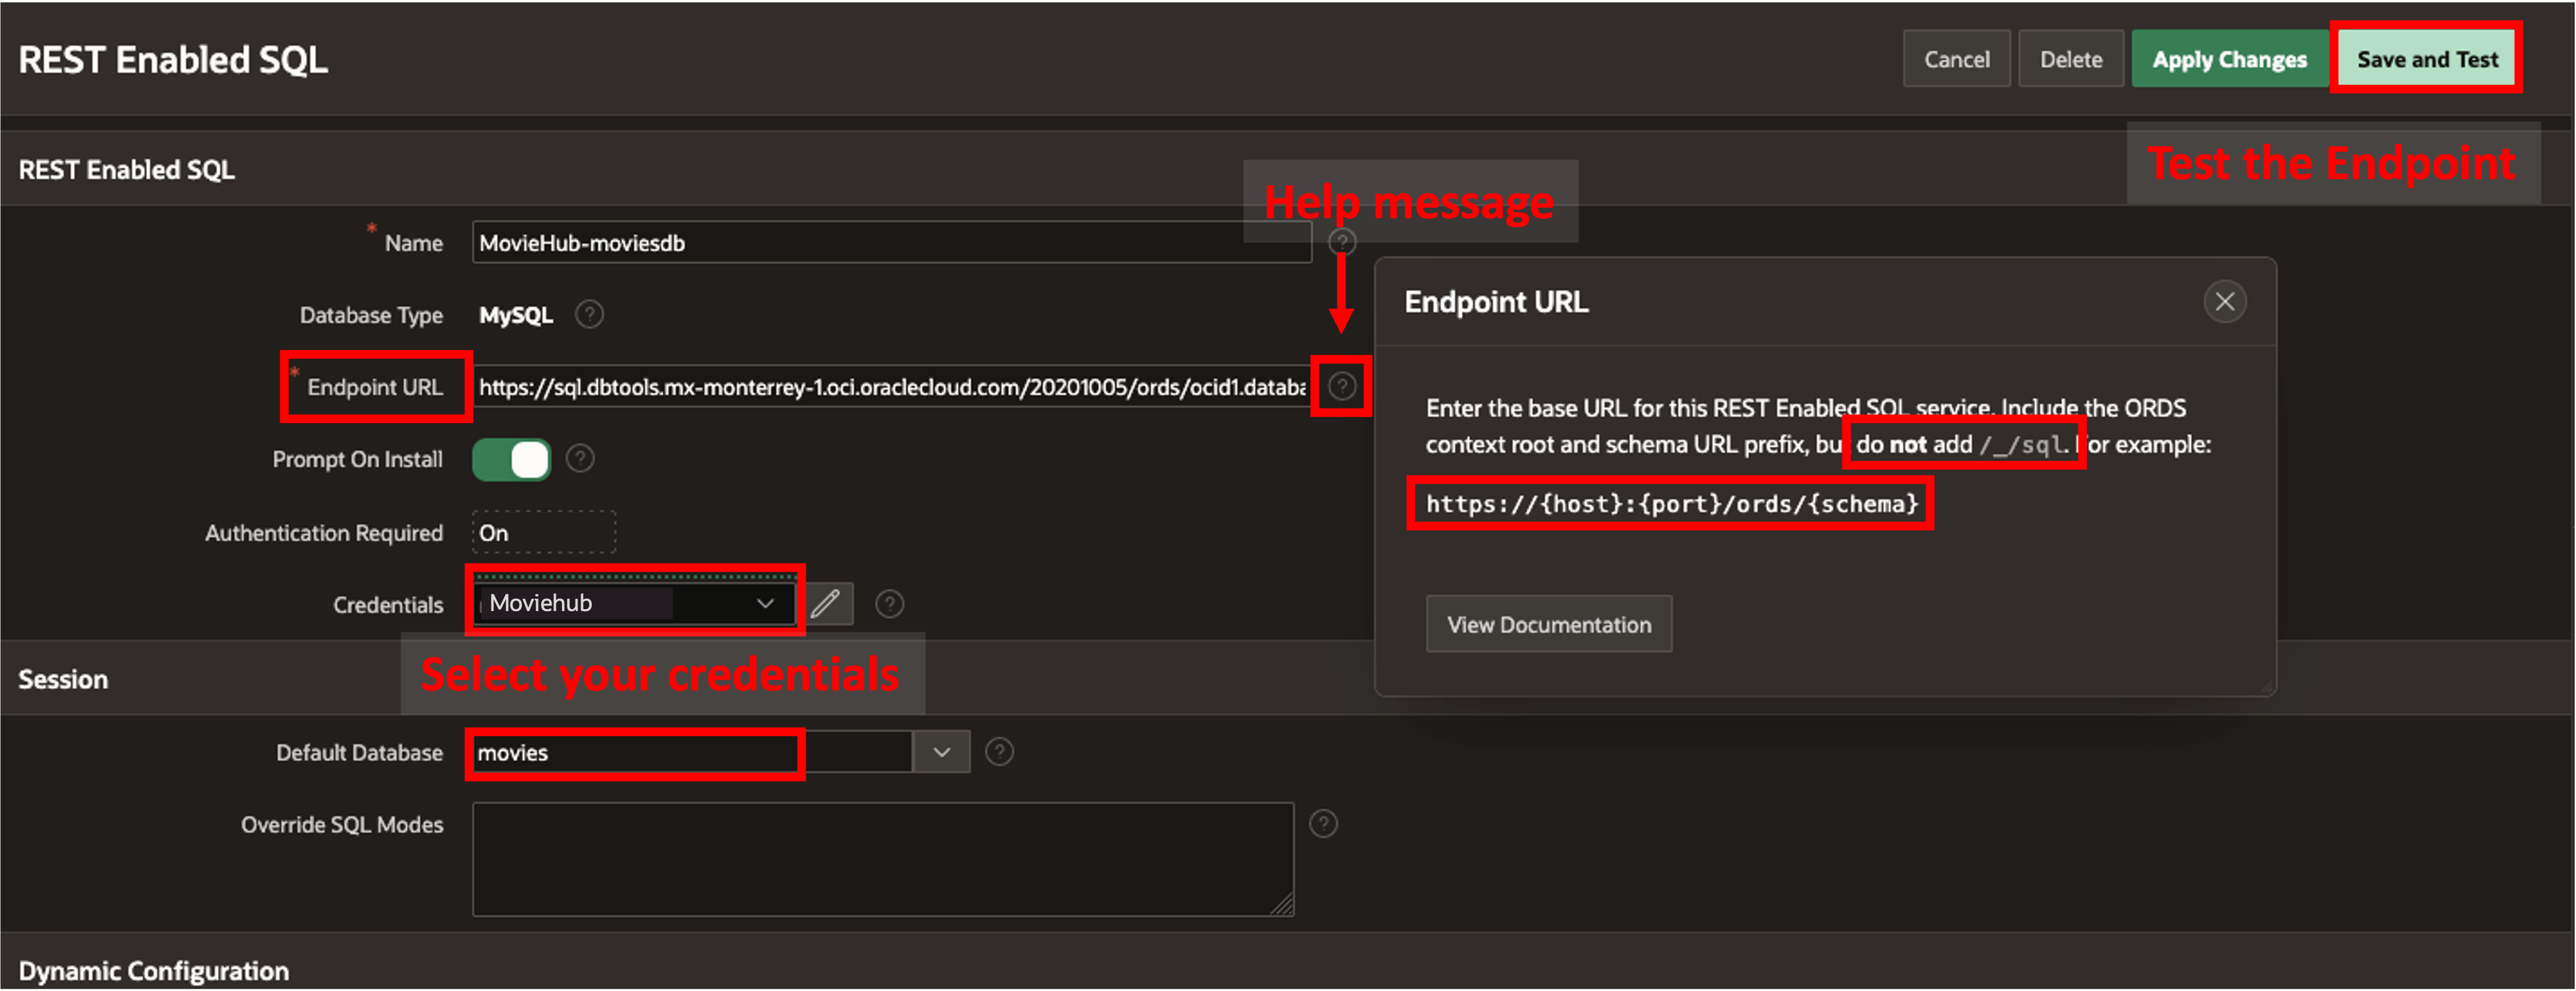 REST Enabled SQL
Cancel
Delete
Apply Changes
Save and Test
Test the Endpoint
REST Enabled SQL
Help message
* Name
MovieHub-moviesdb
?
Database Type
MySQL
?
* Endpoint URL
https://sql.dbtools.mx-monterrey-1.oci.oraclecloud.com/20201005/ords/ocid1.databa
?
Endpoint URL
Enter the base URL for this REST Enabled SQL service. Include the ORDS
context root and schema URL prefix, but do not add /_/sql. For example:
https://{host}:{port}/ords/{schema}
View Documentation
Prompt On Install
?
Authentication Required
On
Credentials
Moviehub
?
Select your credentials
Session
Default Database
movies
?
Override SQL Modes
?
Dynamic Configuration